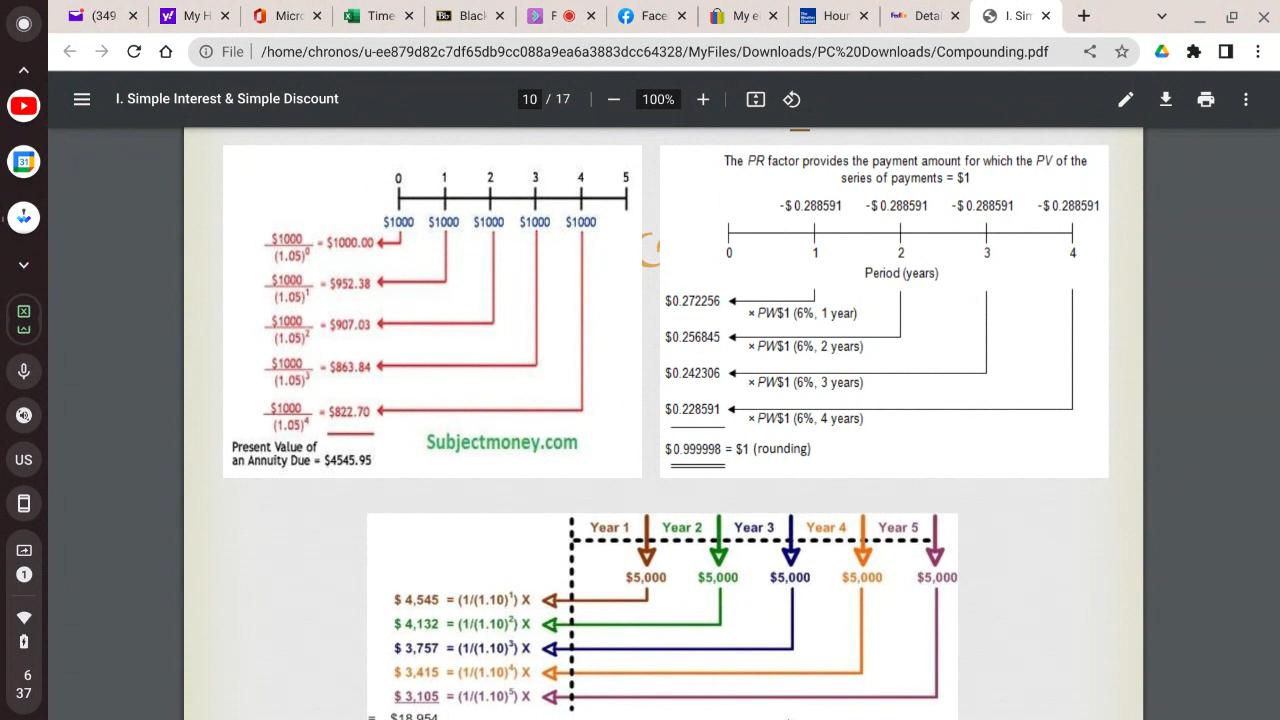 (349
My H
Micro
Time
Black
F
Face
My e
Hour
Detai
I. Sim
File
/home/chronos/u-ee879d82c7df65db9c088a9ea6a3883dcc64328/MyFiles/Downloads/PC%20Downloads/Compounding.pdf
I. Simple Interest & Simple Discount
10 / 17
100%
31
US
1
6
37
0 1 2 3 4 5
$1000 $1000 $1000 $1000 $1000
$1000
(1.05)⁰ = $1000.00
$1000
(1.05)¹ = $952.38
$1000
(1.05)² = $907.03
$1000
(1.05)³ = $863.84
$1000
(1.05)⁴ = $822.70
Present Value of
an Annuity Due = $4545.95
Subjectmoney.com
The PR factor provides the payment amount for which the PV of the
series of payments = $1
-$ 0.288591 -$ 0.288591 -$ 0.288591 -$ 0.288591
0 1 2 3 4
Period (years)
$0.272256
× PW$1 (6%, 1 year)
$0.256845
× PW$1 (6%, 2 years)
$0.242306
× PW$1 (6%, 3 years)
$0.228591
× PW$1 (6%, 4 years)
$0.999998 = $1 (rounding)
Year 1 Year 2 Year 3 Year 4 Year 5
$5,000 $5,000 $5,000 $5,000 $5,000
$ 4,545 = (1/(1.10)¹) X
$ 4,132 = (1/(1.10)²) X
$ 3,757 = (1/(1.10)³) X
$ 3,415 = (1/(1.10)⁴) X
$ 3,105 = (1/(1.10)⁵) X
= $18,954